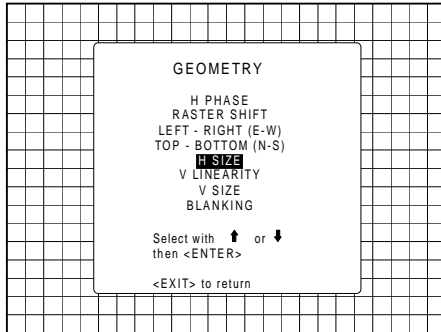 GEOMETRY
H PHASE
RASTER SHIFT
LEFT - RIGHT (E-W)
TOP - BOTTOM (N-S)
H SIZE
V LINEARITY
V SIZE
BLANKING
Select with ⬆ or ⬇
then <ENTER>
<EXIT> to return